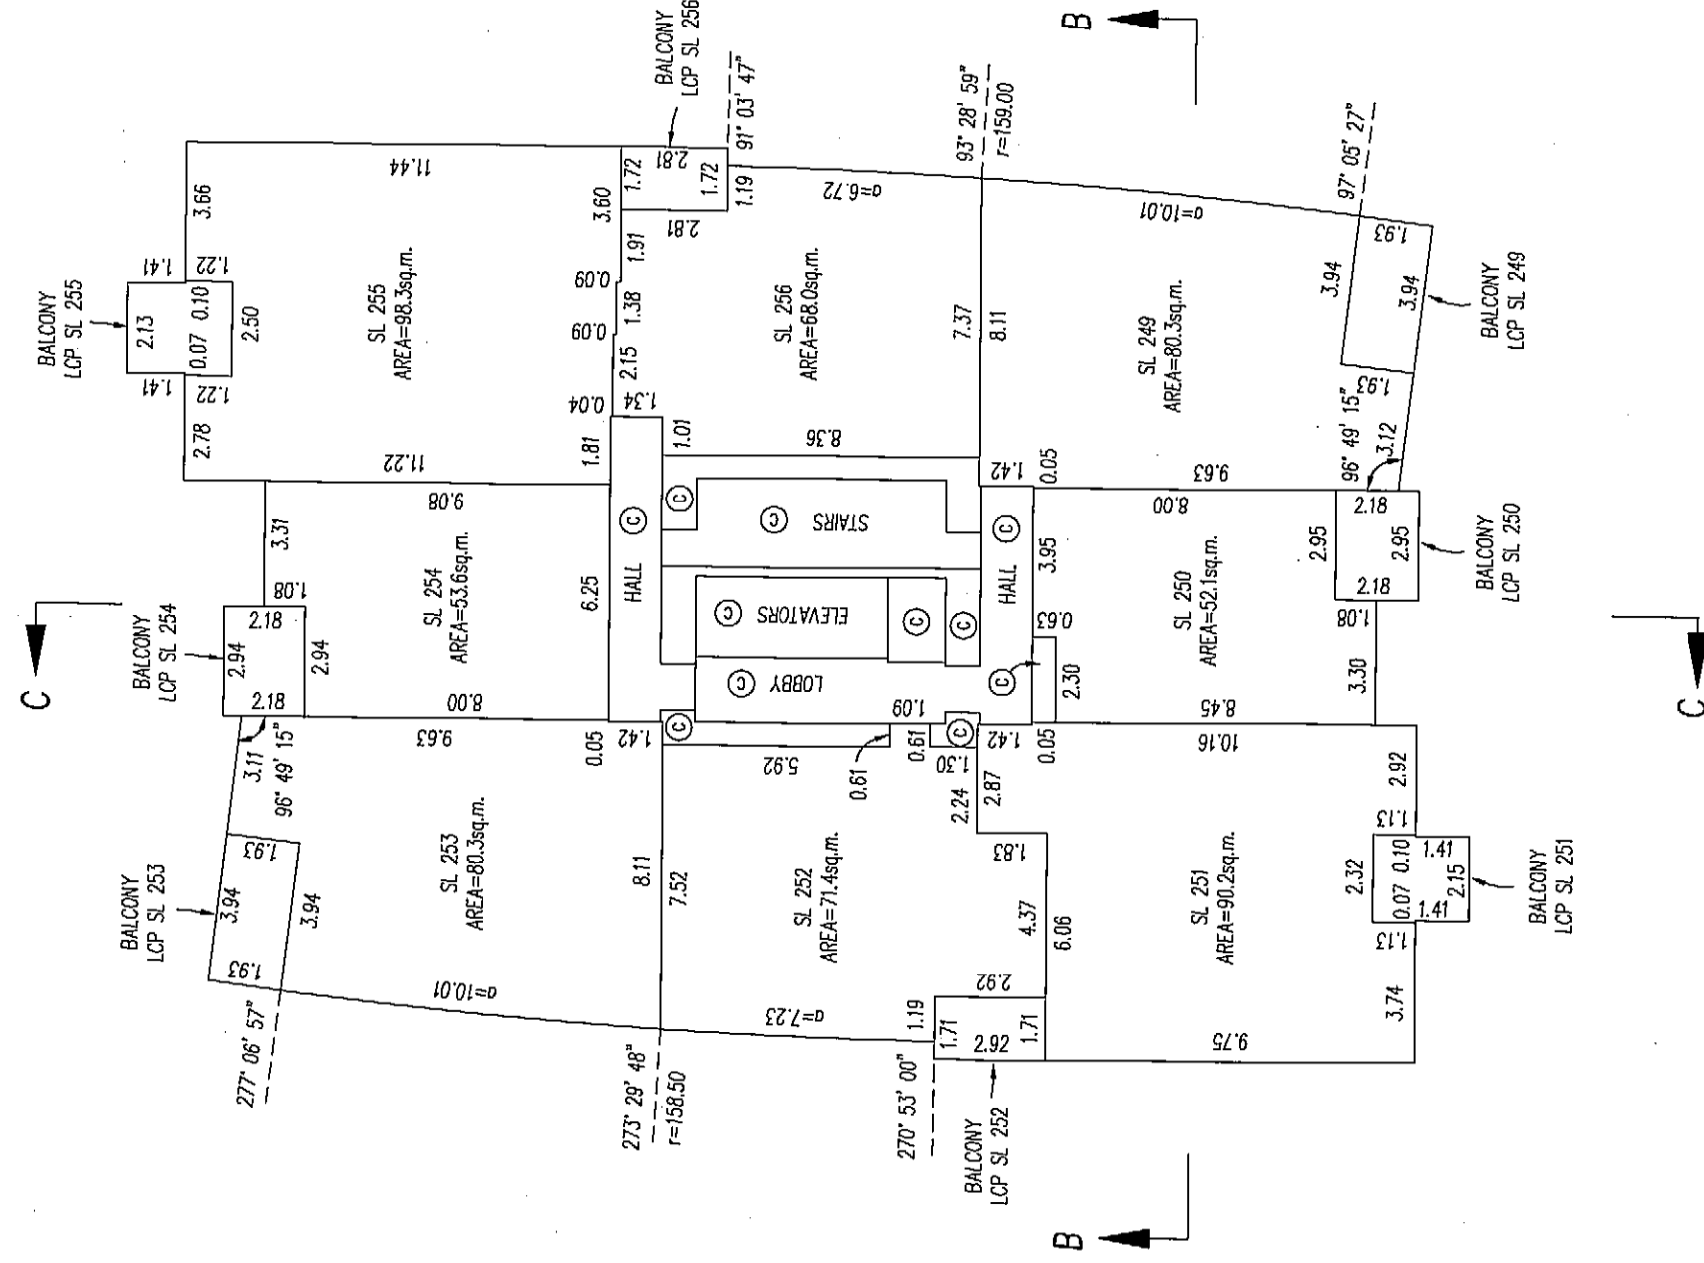 BALCONY
LCP SL 256
B
91° 03' 47"
93° 28' 59"
r=159.00
97° 05' 27"
BALCONY
LCP SL 255
1.41
2.13
1.41
3.66
1.22
0.07 0.10
1.22
2.50
2.78
11.44
SL 255
AREA=98.3sq.m.
11.22
3.60
1.72
2.81
1.72
2.81
1.19
1.91
0.09
1.38
0.09
2.15
0.04
1.34
1.81
1.01
SL 256
AREA=68.0sq.m.
a=6.72
8.36
7.37
8.11
a=10.01
SL 249
AREA=80.3sq.m.
9.63
1.42
0.05
3.94
1.93
3.94
1.93
96° 49' 15"
3.12
BALCONY
LCP SL 249
C
BALCONY
LCP SL 254
2.94
2.18
2.94
2.18
1.08
3.31
9.08
SL 254
AREA=53.6sq.m.
8.00
6.25
HALL
C
C
STAIRS
C
ELEVATORS
C
C
C
LOBBY
C
C
1.09
C
HALL
C
C
3.95
0.63
2.30
8.00
SL 250
AREA=52.1sq.m.
8.45
2.95
2.18
2.95
2.18
1.08
3.30
BALCONY
LCP SL 250
C
96° 49' 15"
3.11
BALCONY
LCP SL 253
3.94
1.93
3.94
1.93
9.63
0.05
1.42
SL 253
AREA=80.3sq.m.
a=10.01
277° 06' 57"
8.11
7.52
273° 29' 48"
r=158.50
5.92
0.61
0.61
1.30
1.42
0.05
2.24
2.87
1.83
SL 252
AREA=71.4sq.m.
a=7.23
4.37
6.06
2.92
1.19
1.71
2.92
1.71
270° 53' 00"
BALCONY
LCP SL 252
10.16
SL 251
AREA=90.2sq.m.
9.75
2.92
1.13
2.32
0.07 0.10
1.41
2.15
1.41
1.13
3.74
BALCONY
LCP SL 251
B